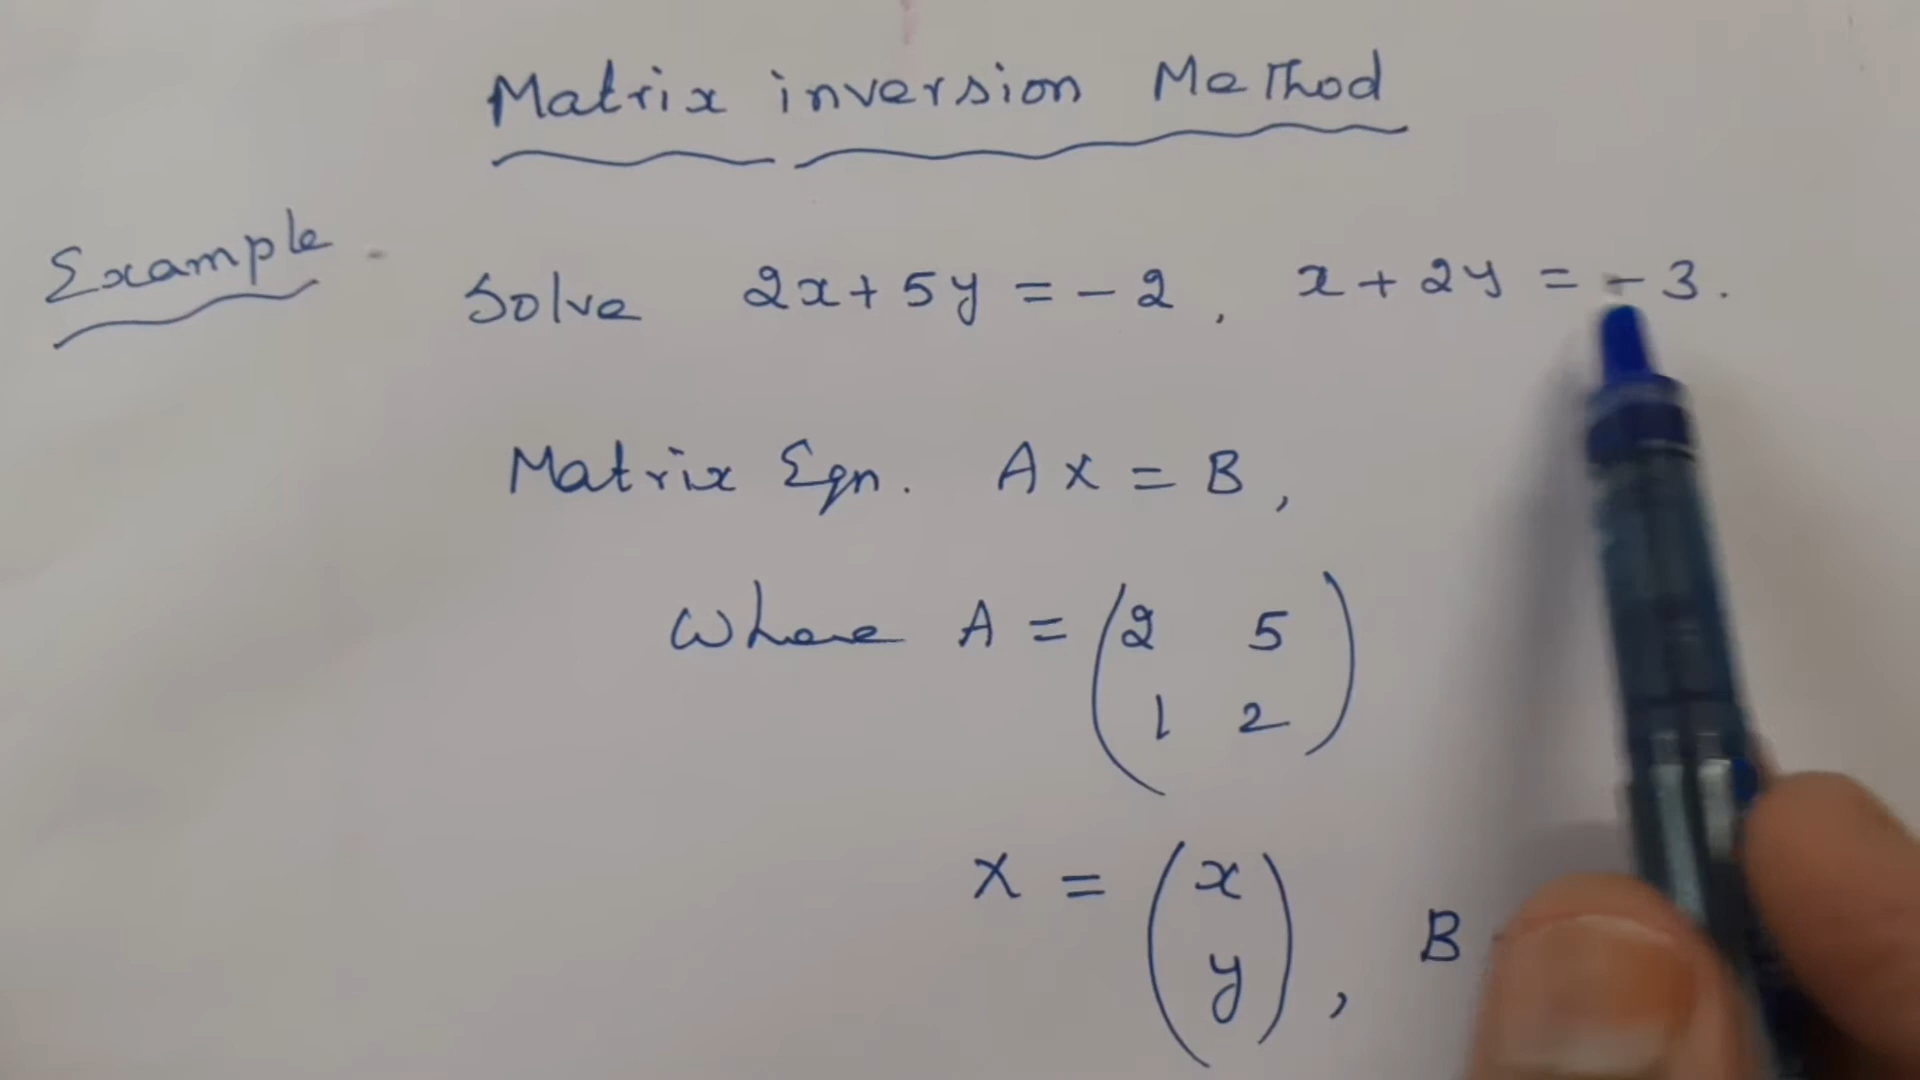 Matrix inversion Method
Example
Solve 2x + 5y = -2, x + 2y = -3.
Matrix Eqn. AX = B,
Where A = (2 5
1 2)
X = (x
y), B